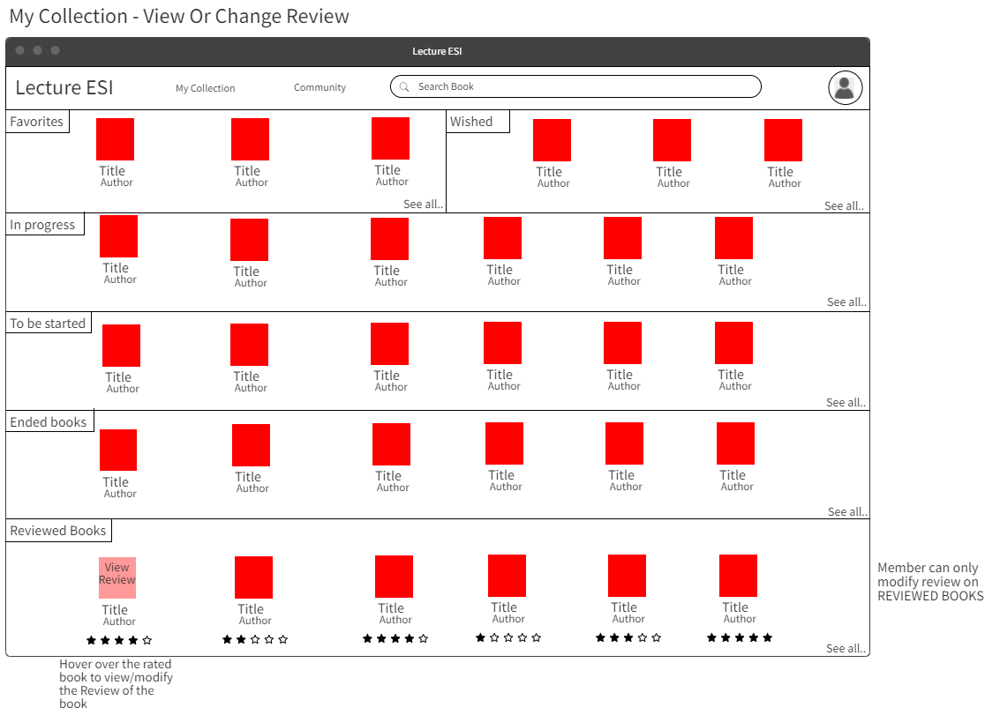 My Collection - View Or Change Review
Lecture ESI
Lecture ESI
My Collection
Community
Search Book
Favorites
Title
Author
Title
Author
Title
Author
See all..
Wished
Title
Author
Title
Author
Title
Author
See all..
In progress
Title
Author
Title
Author
Title
Author
Title
Author
Title
Author
Title
Author
See all..
To be started
Title
Author
Title
Author
Title
Author
Title
Author
Title
Author
Title
Author
See all..
Ended books
Title
Author
Title
Author
Title
Author
Title
Author
Title
Author
Title
Author
See all..
Reviewed Books
View
Review
Title
Author
Title
Author
Title
Author
Title
Author
Title
Author
Title
Author
See all..
Member can only
modify review on
REVIEWED BOOKS
Hover over the rated
book to view/modify
the Review of the
book